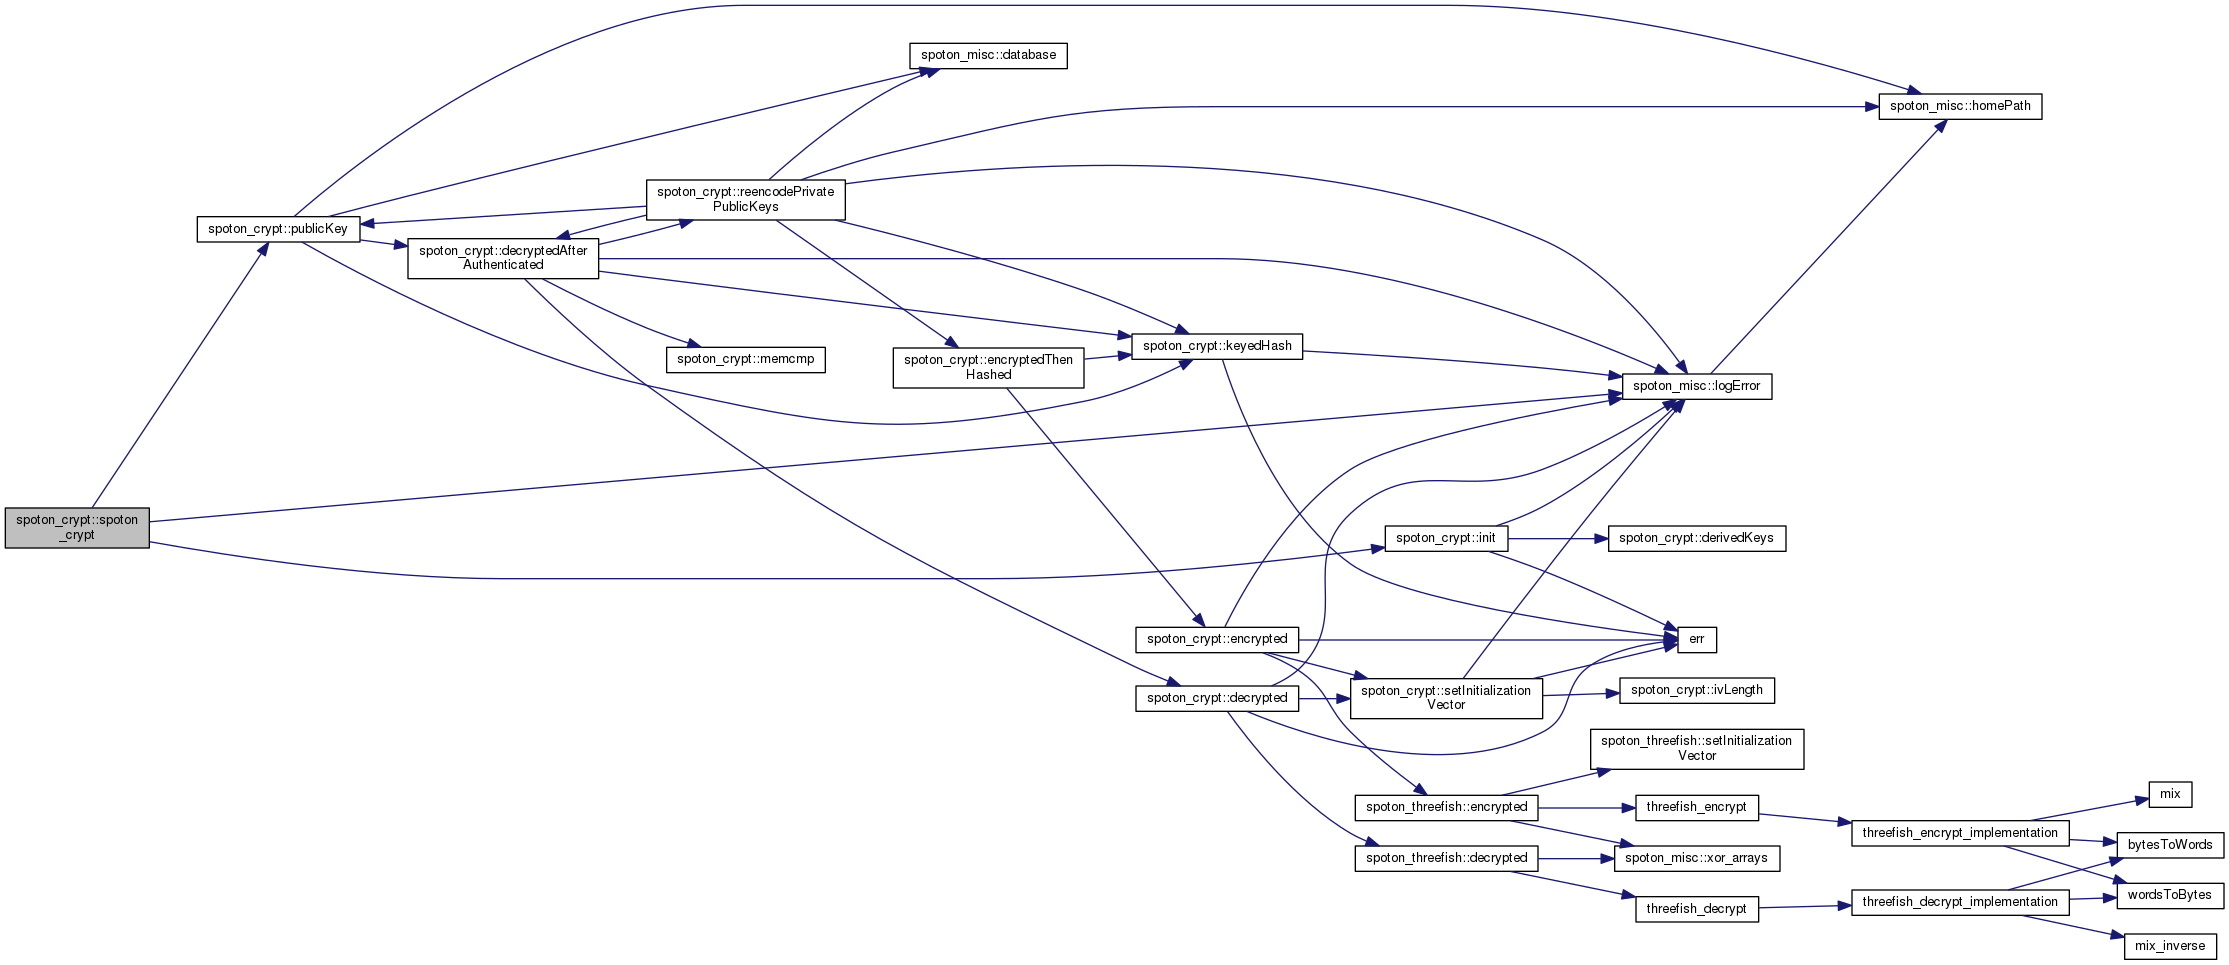 spoton_misc::database
spoton_misc::homePath
spoton_crypt::reencodePrivate
PublicKeys
spoton_crypt::publicKey
spoton_crypt::decryptedAfter
Authenticated
spoton_crypt::memcmp
spoton_crypt::encryptedThen
Hashed
spoton_crypt::keyedHash
spoton_misc::logError
spoton_crypt::spoton
_crypt
spoton_crypt::init
spoton_crypt::derivedKeys
spoton_crypt::encrypted
err
spoton_crypt::decrypted
spoton_crypt::setInitialization
Vector
spoton_crypt::ivLength
spoton_threefish::setInitialization
Vector
spoton_threefish::encrypted
threefish_encrypt
mix
threefish_encrypt_implementation
bytesToWords
spoton_threefish::decrypted
spoton_misc::xor_arrays
threefish_decrypt
threefish_decrypt_implementation
wordsToBytes
mix_inverse